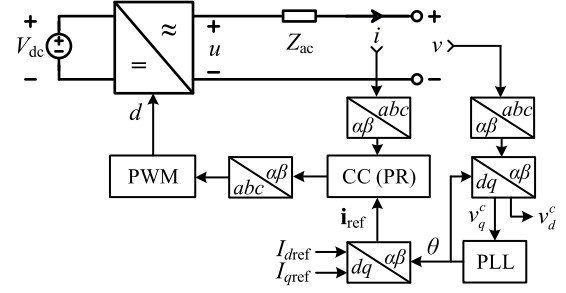 + ≈ + +
V_dc = u Z_ac i v
− − −
d abc abc
αβ αβ
PWM αβ abc CC (PR) dq αβ
i_ref v_q^c v_d^c
I_dref θ
I_qref dq αβ PLL